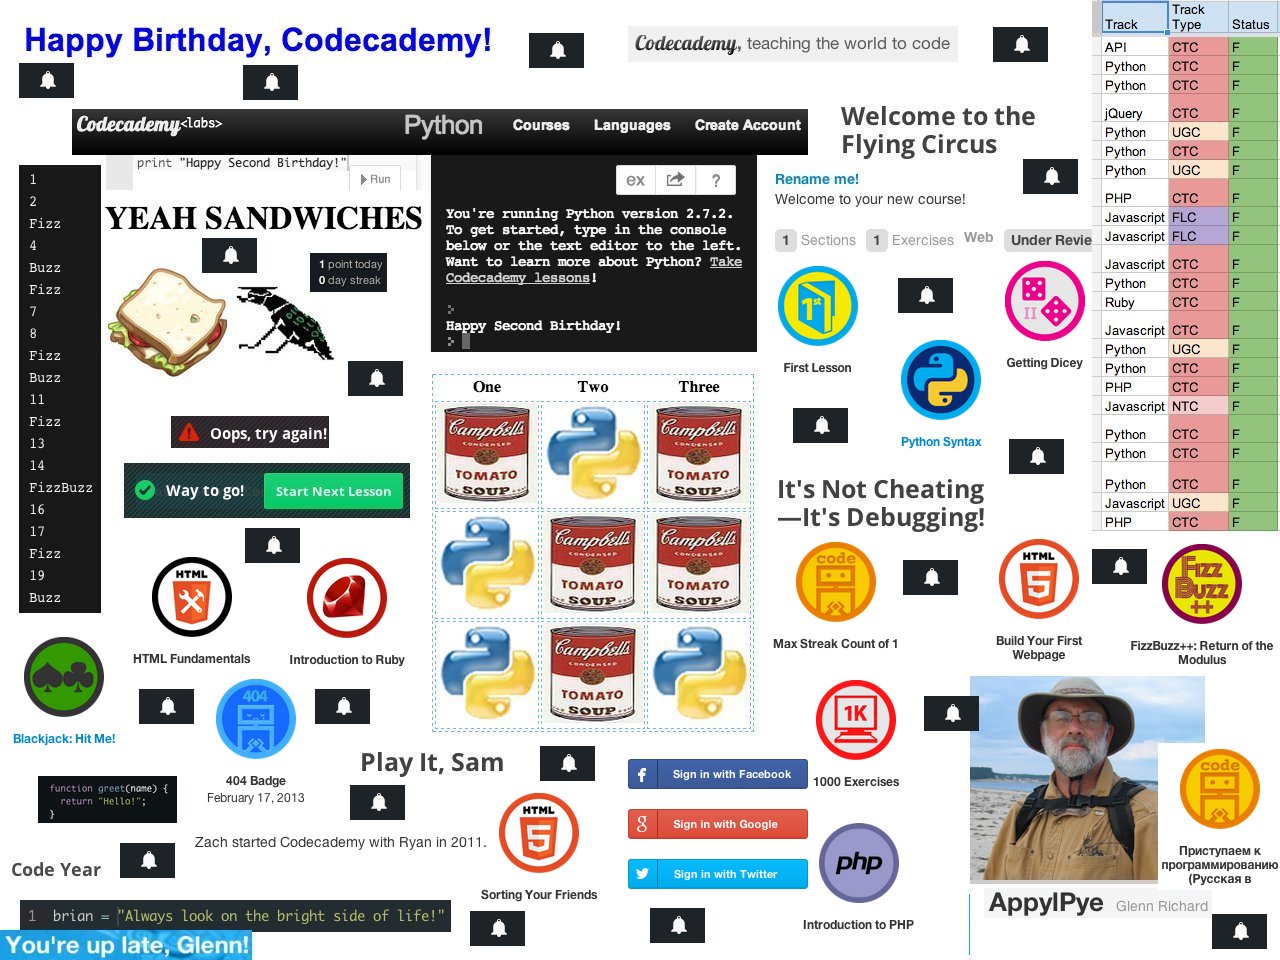 Happy Birthday, Codecademy!
Codecademy, teaching the world to code
Codecademy<labs>
Python
Courses
Languages
Create Account
print "Happy Second Birthday!"
Run
YEAH SANDWICHES
1 point today
0 day streak
1
2
Fizz
4
Buzz
Fizz
7
8
Fizz
Buzz
11
Fizz
13
14
FizzBuzz
16
17
Fizz
19
Buzz
ex
?
You're running Python version 2.7.2.
To get started, type in the console
below or the text editor to the left.
Want to learn more about Python? Take
Codecademy lessons!
>
Happy Second Birthday!
>
Welcome to the
Flying Circus
Rename me!
Welcome to your new course!
1 Sections 1 Exercises Web Under Revie
1st
First Lesson
Python Syntax
II
Getting Dicey
Track Track Type Status
API CTC F
Python CTC F
Python CTC F
jQuery CTC F
Python UGC F
Python CTC F
Python UGC F
PHP CTC F
Javascript FLC F
Javascript FLC F
Javascript CTC F
Python CTC F
Ruby CTC F
Javascript CTC F
Python UGC F
Python CTC F
PHP CTC F
Javascript NTC F
Python CTC F
Python CTC F
Python CTC F
Javascript UGC F
PHP CTC F
Oops, try again!
Way to go!
Start Next Lesson
One Two Three
Campbell's
CONDENSED
TOMATO
SOUP
Campbell's
CONDENSED
TOMATO
SOUP
Campbell's
CONDENSED
TOMATO
SOUP
Campbell's
CONDENSED
TOMATO
SOUP
Campbell's
CONDENSED
TOMATO
SOUP
It's Not Cheating
—It's Debugging!
HTML
HTML Fundamentals
Introduction to Ruby
code
Max Streak Count of 1
HTML
5
Build Your First
Webpage
FIZZ
BUZZ
++
FizzBuzz++: Return of the
Modulus
Blackjack: Hit Me!
404
404 Badge
February 17, 2013
function greet(name) {
return "Hello!";
}
Play It, Sam
Zach started Codecademy with Ryan in 2011.
HTML
5
Sorting Your Friends
Sign in with Facebook
Sign in with Google
Sign in with Twitter
1K
1000 Exercises
php
Introduction to PHP
code
Приступаем к
программированию
(Русская в
Code Year
1 brian = "Always look on the bright side of life!"
You're up late, Glenn!
ApplyPye Glenn Richard